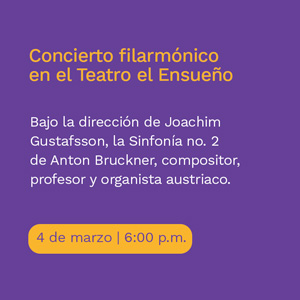 Concierto filarmónico
en el Teatro el Ensueño
Bajo la dirección de Joachim
Gustafsson, la Sinfonía no. 2
de Anton Bruckner, compositor,
profesor y organista austriaco.
4 de marzo | 6:00 p.m.